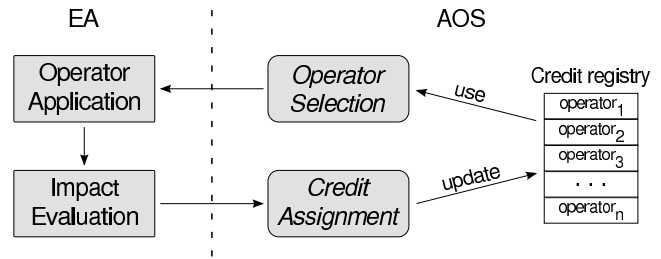 EA
AOS
Operator
Application
Operator
Selection
use
Credit registry
operator1
operator2
operator3
. . .
operatorn
Impact
Evaluation
Credit
Assignment
update